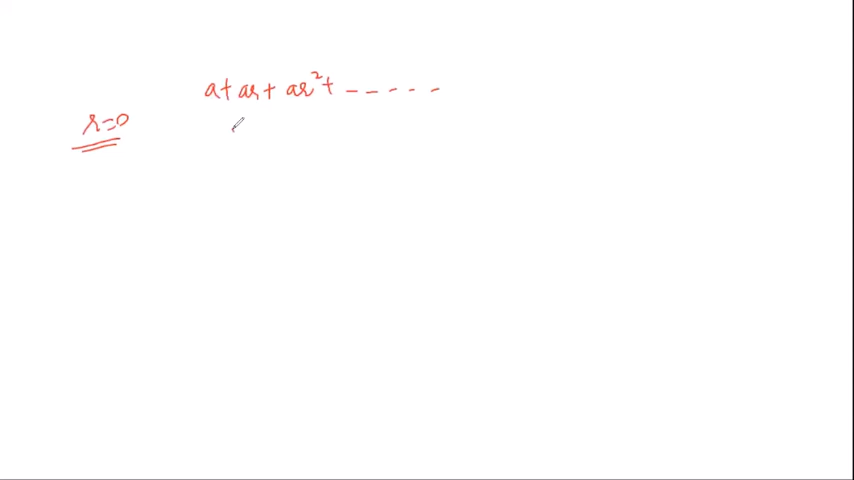 a+ ar + ar²+ - - - - -
r=0